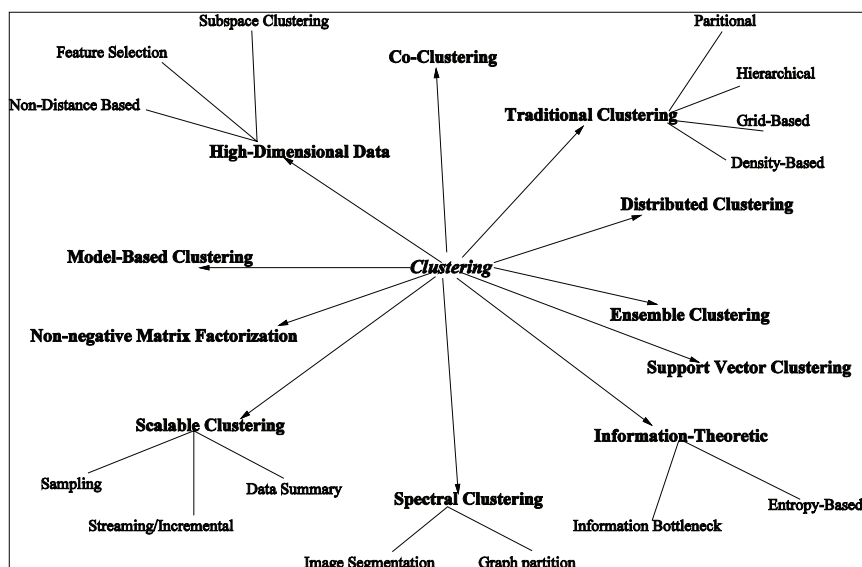 Subspace Clustering
Paritional
Feature Selection
Co-Clustering
Hierarchical
Non-Distance Based
Traditional Clustering
Grid-Based
High-Dimensional Data
Density-Based
Distributed Clustering
Model-Based Clustering
Clustering
Ensemble Clustering
Non-negative Matrix Factorization
Support Vector Clustering
Scalable Clustering
Information-Theoretic
Sampling
Data Summary
Spectral Clustering
Entropy-Based
Streaming/Incremental
Information Bottleneck
Image Segmentation
Graph partition